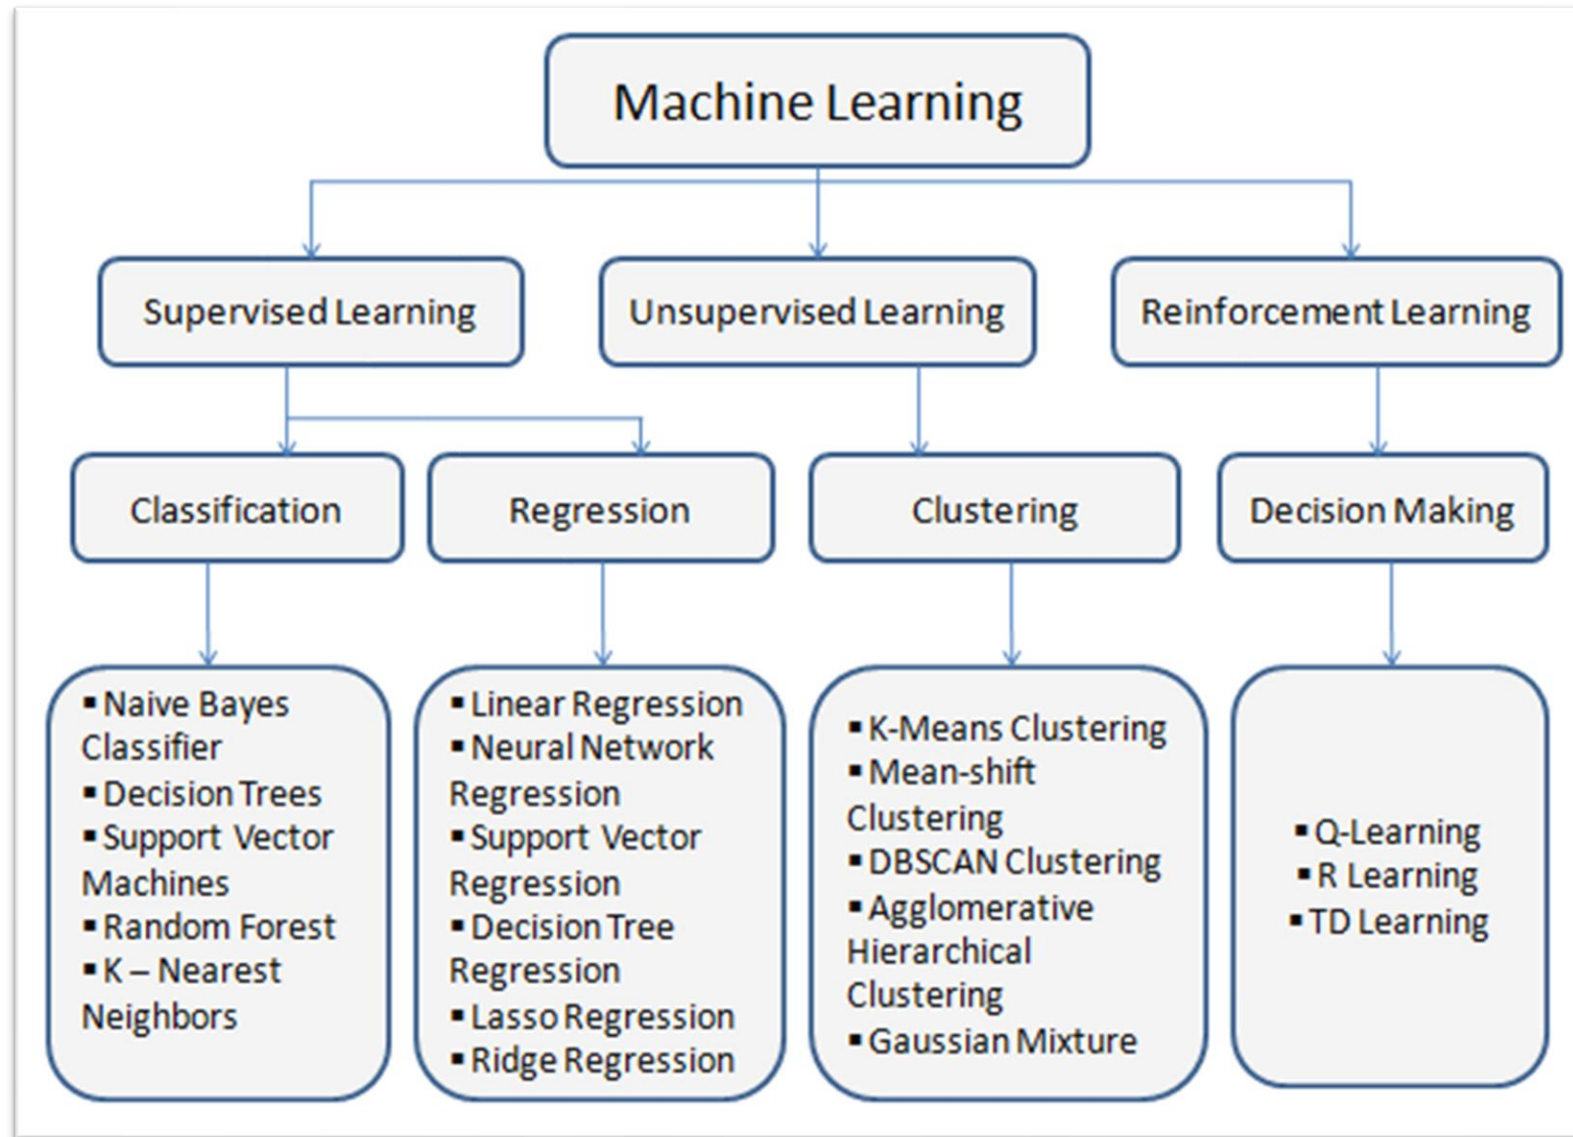 Machine Learning
Supervised Learning
Unsupervised Learning
Reinforcement Learning
Classification
Regression
Clustering
Decision Making
▪ Naive Bayes
Classifier
▪ Decision Trees
▪ Support Vector
Machines
▪ Random Forest
▪ K – Nearest
Neighbors
▪ Linear Regression
▪ Neural Network
Regression
▪ Support Vector
Regression
▪ Decision Tree
Regression
▪ Lasso Regression
▪ Ridge Regression
▪ K-Means Clustering
▪ Mean-shift
Clustering
▪ DBSCAN Clustering
▪ Agglomerative
Hierarchical
Clustering
▪ Gaussian Mixture
▪ Q-Learning
▪ R Learning
▪ TD Learning